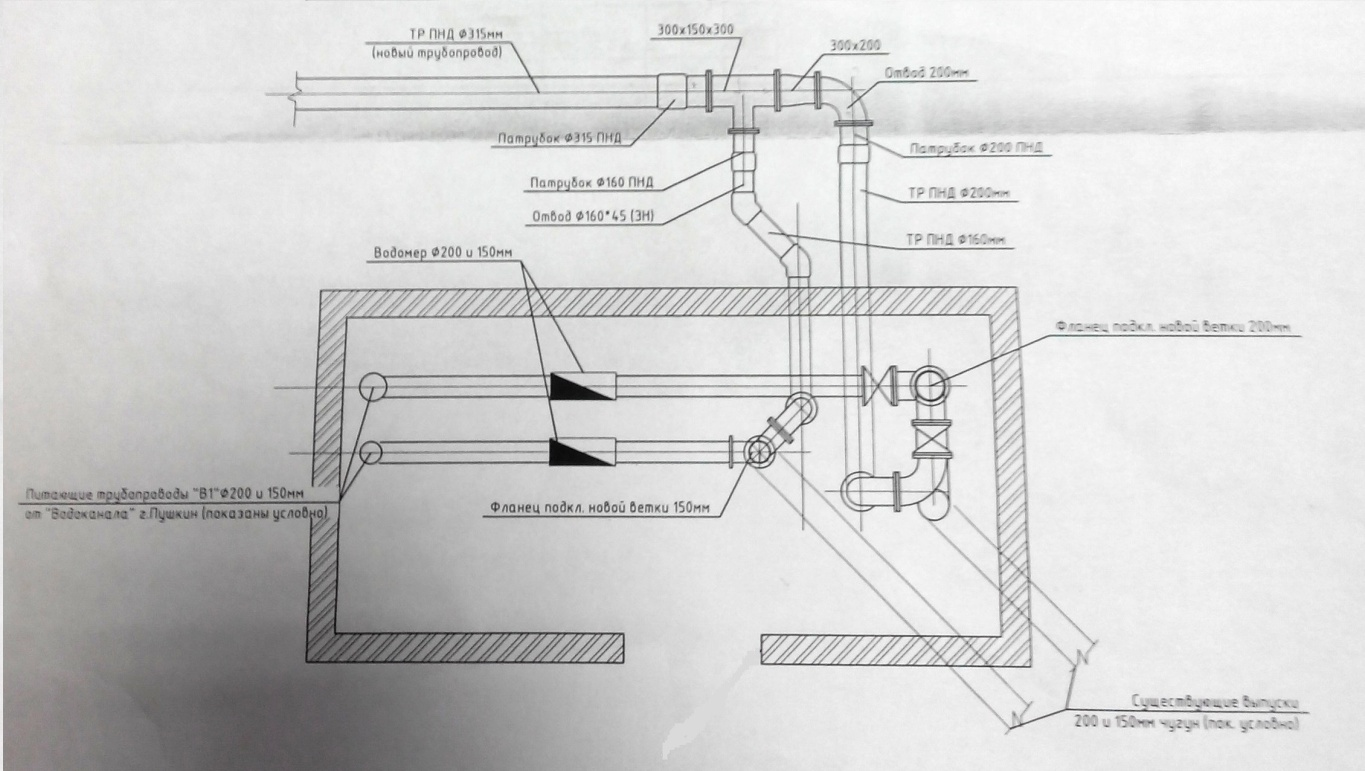 ТР ПНД Ф315мм
(новый трубопровод)
300х150х300
300х200
Отвод 200мм
Патрубок Ф315 ПНД
Патрубок Ф200 ПНД
Патрубок Ф160 ПНД
ТР ПНД Ф200мм
Отвод Ф160*45 (ЗН)
ТР ПНД Ф160мм
Водомер Ф200 и 150мм
Фланец подкл. новой ветки 200мм
Питающие трубопроводы "В1"Ф200 и 150мм
от "Водоканала" г.Пушкин (показаны условно)
Фланец подкл. новой ветки 150мм
N
N
Существующие выпуски
200 и 150мм чугун (пок. условно)